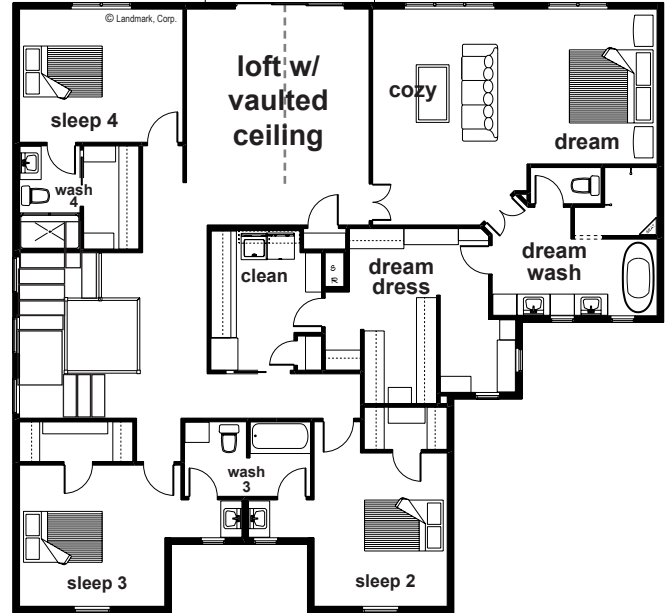 © Landmark, Corp.
loft w/
vaulted
ceiling
cozy
sleep 4
dream
wash
4
clean
S
R
dream
dress
dream
wash
wash
3
sleep 3
sleep 2